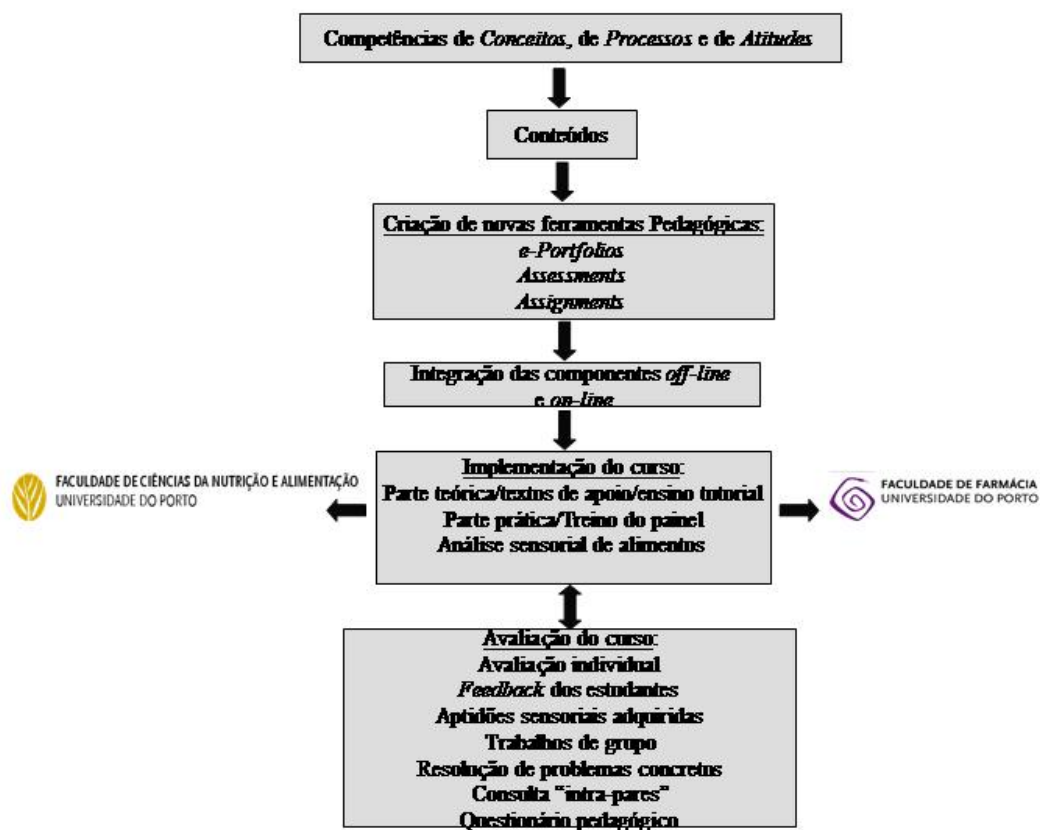 Competências de Conceitos, de Processos e de Atitudes
Conteúdos
Criação de novas ferramentas Pedagógicas:
e-Portfolios
Assessments
Assignments
Integração das componentes off-line
e on-line
FACULDADE DE CIÊNCIAS DA NUTRIÇÃO E ALIMENTAÇÃO
UNIVERSIDADE DO PORTO
Implementação do curso:
Parte teórica/textos de apoio/ensino tutorial
Parte prática/Treino do painel
Análise sensorial de alimentos
FACULDADE DE FARMÁCIA
UNIVERSIDADE DO PORTO
Avaliação do curso:
Avaliação individual
Feedback dos estudantes
Aptidões sensoriais adquiridas
Trabalhos de grupo
Resolução de problemas concretos
Consulta "intra-pares"
Questionário pedagógico